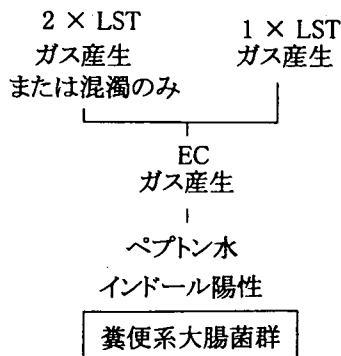 2 × LST
ガス産生
または混濁のみ
1 × LST
ガス産生
EC
ガス産生
ペプトン水
インドール陽性
糞便系大腸菌群